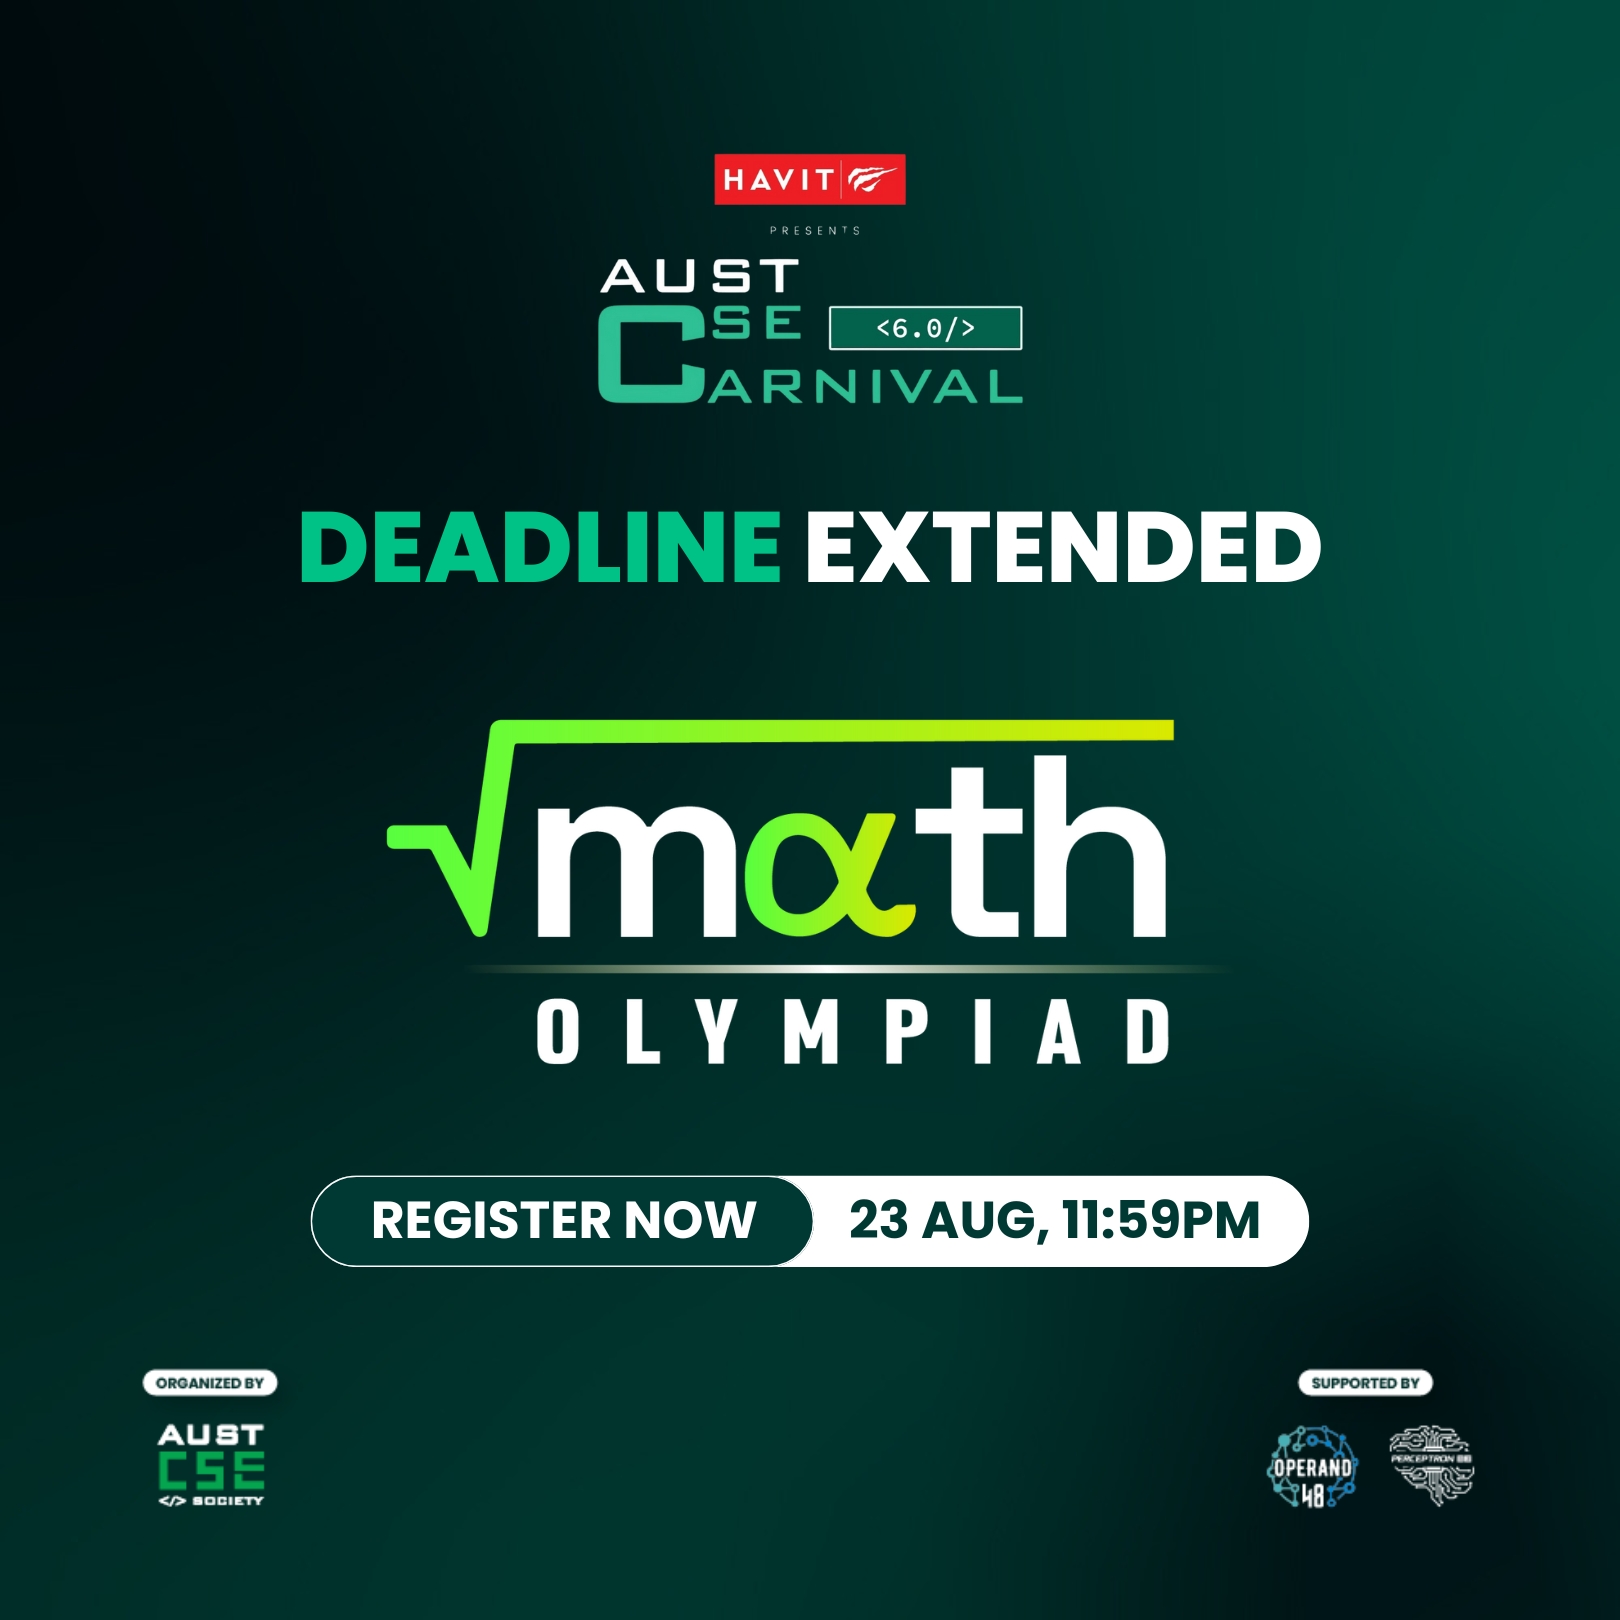 HAVIT
PRESENTS
AUST
CSE <6.0/>
CARNIVAL
DEADLINE EXTENDED
√mαth
OLYMPIAD
REGISTER NOW 23 AUG, 11:59PM
ORGANIZED BY
AUST
CSE
</> SOCIETY
SUPPORTED BY
OPERAND
48
PERCEPTRON